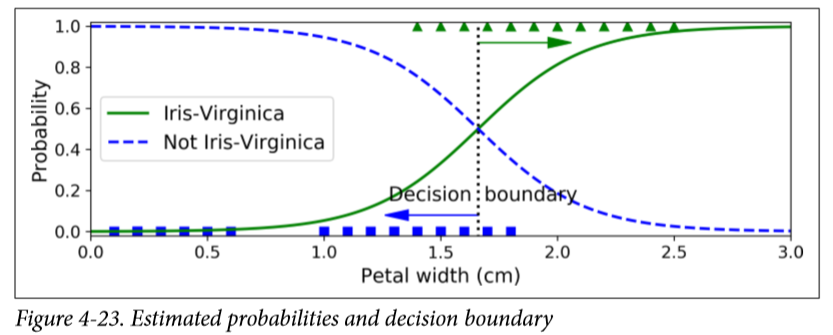 1.0
0.8
0.6
0.4
0.2
0.0
Probability
Iris-Virginica
Not Iris-Virginica
Decision boundary
0.0 0.5 1.0 1.5 2.0 2.5 3.0
Petal width (cm)
Figure 4-23. Estimated probabilities and decision boundary